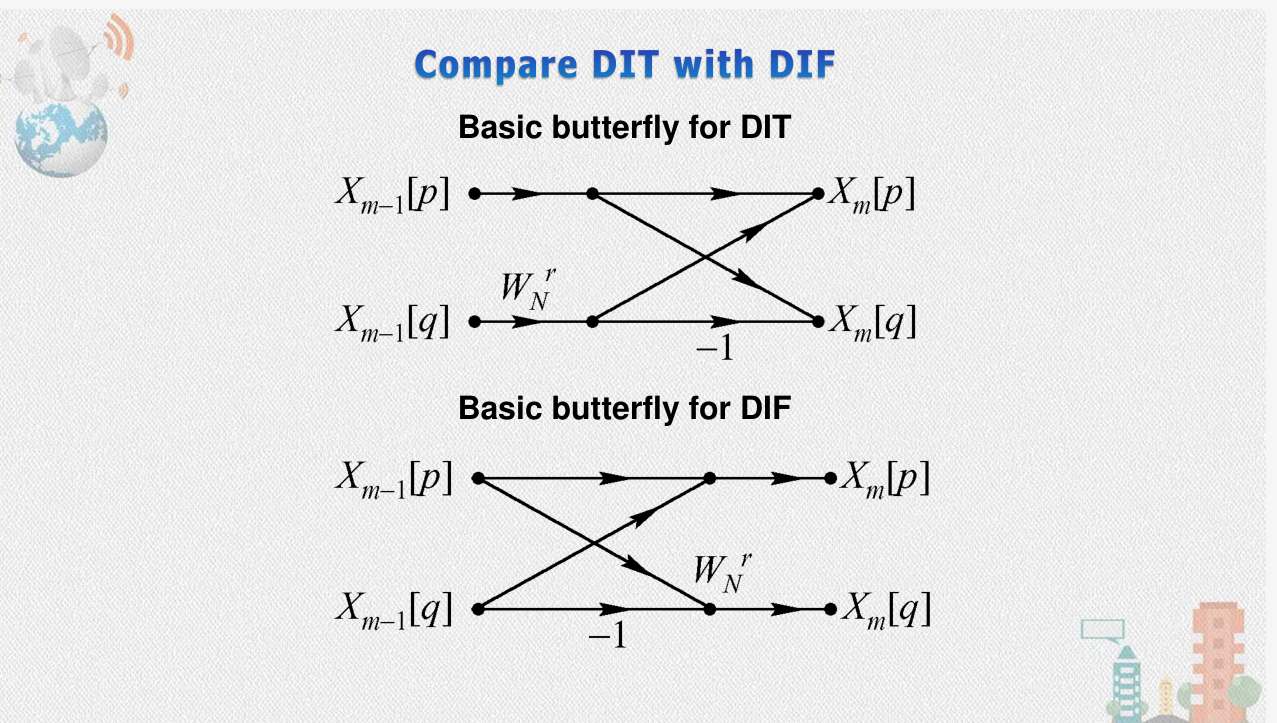 Compare DIT with DIF
Basic butterfly for DIT
X_{m−1}[p]
X_m[p]
W_N^r
X_{m−1}[q]
X_m[q]
−1
Basic butterfly for DIF
X_{m−1}[p]
X_m[p]
W_N^r
X_{m−1}[q]
X_m[q]
−1